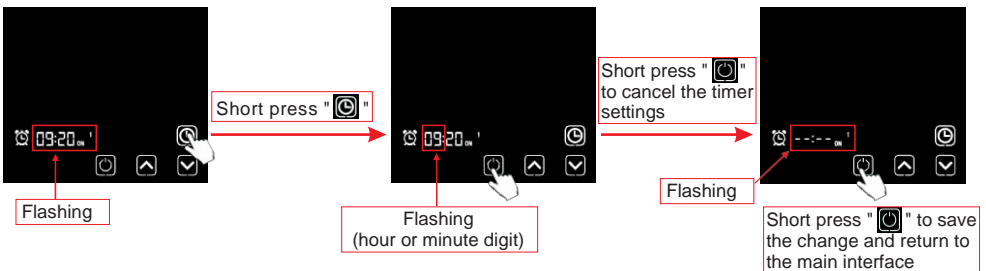 09:20 ON 1
Flashing
Short press " "
09:20 ON 1
Flashing
(hour or minute digit)
Short press " "
to cancel the timer
settings
--:-- ON 1
Flashing
Short press " " to save
the change and return to
the main interface